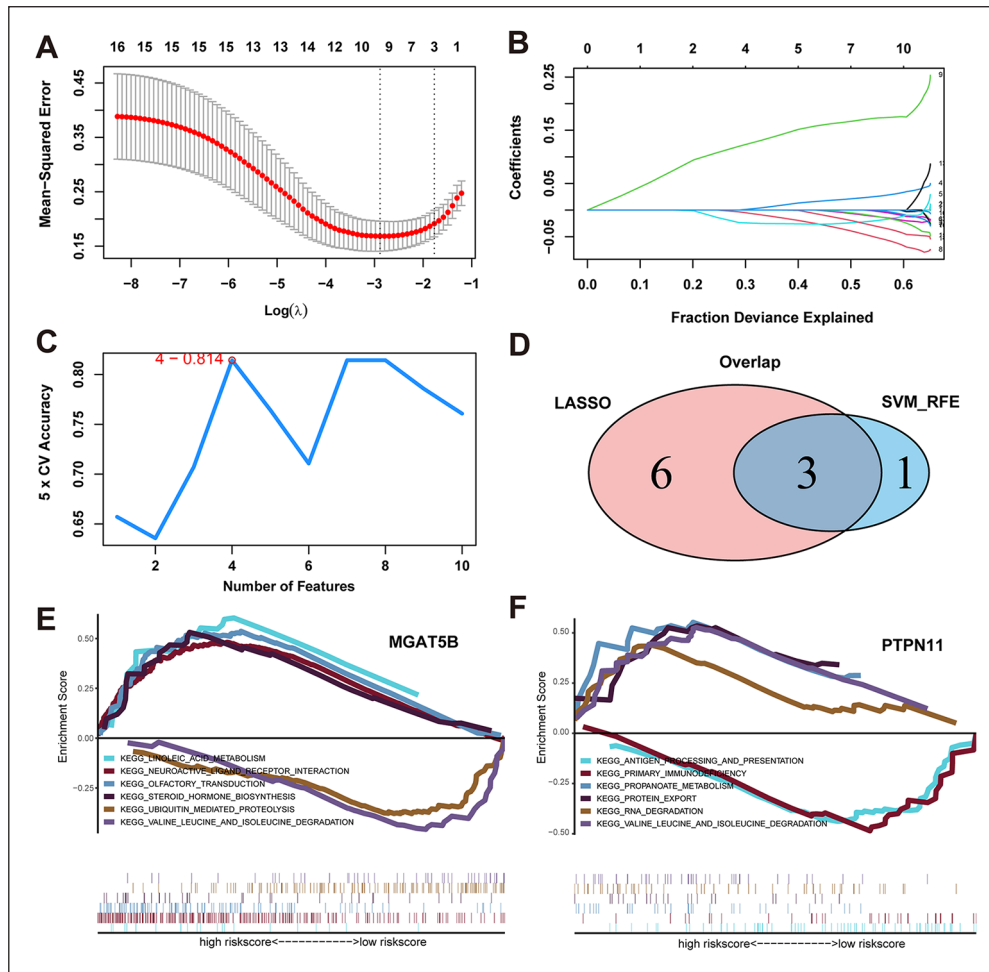 A
16 15 15 15 15 13 13 14 12 10 9 7 3 1
Mean-Squared Error
0.45
0.35
0.25
0.15
-8 -7 -6 -5 -4 -3 -2 -1
Log(λ)
B
0 1 2 4 5 7 10
Coefficients
0.25
0.15
0.05
-0.05
9
4
5
8
0.0 0.1 0.2 0.3 0.4 0.5 0.6
Fraction Deviance Explained
C
4 - 0.814
5 x CV Accuracy
0.80
0.75
0.70
0.65
2 4 6 8 10
Number of Features
D
Overlap
LASSO
SVM_RFE
6 3 1
E
MGAT5B
Enrichment Score
0.50
0.25
0.00
-0.25
KEGG_LINOLEIC_ACID_METABOLISM
KEGG_NEUROACTIVE_LIGAND_RECEPTOR_INTERACTION
KEGG_OLFACTORY_TRANSDUCTION
KEGG_STEROID_HORMONE_BIOSYNTHESIS
KEGG_UBIQUITIN_MEDIATED_PROTEOLYSIS
KEGG_VALINE_LEUCINE_AND_ISOLEUCINE_DEGRADATION
high riskscore<----------->low riskscore
F
PTPN11
Enrichment Score
0.50
0.25
0.00
-0.25
-0.50
KEGG_ANTIGEN_PROCESSING_AND_PRESENTATION
KEGG_PRIMARY_IMMUNODEFICIENCY
KEGG_PROPANOATE_METABOLISM
KEGG_PROTEIN_EXPORT
KEGG_RNA_DEGRADATION
KEGG_VALINE_LEUCINE_AND_ISOLEUCINE_DEGRADATION
high riskscore<----------->low riskscore